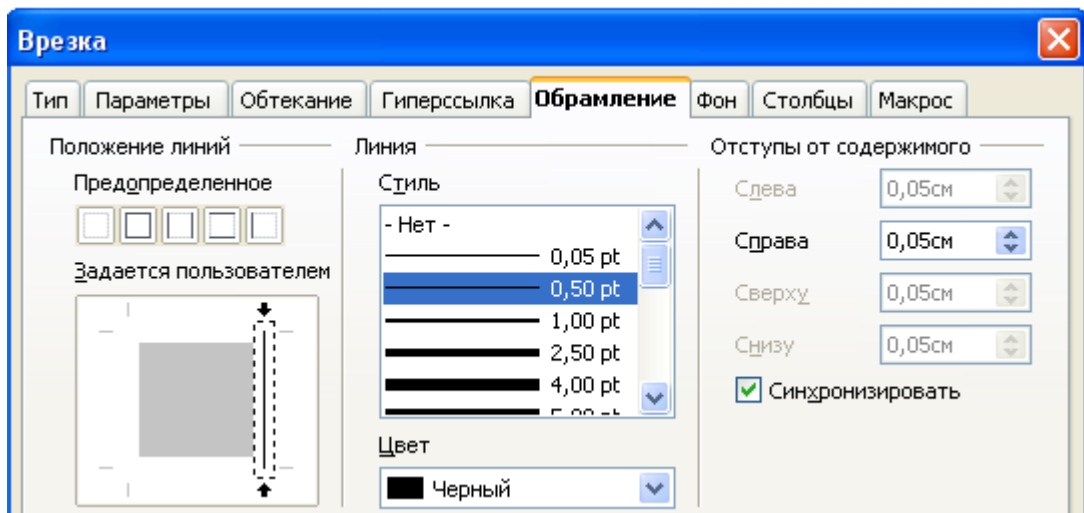 Врезка
Тип Параметры Обтекание Гиперссылка Обрамление Фон Столбцы Макрос
Положение линий
Предопределенное
Задается пользователем
Линия
Стиль
- Нет -
0,05 pt
0,50 pt
1,00 pt
2,50 pt
4,00 pt
Цвет
Черный
Отступы от содержимого
Слева 0,05см
Справа 0,05см
Сверху 0,05см
Снизу 0,05см
Синхронизировать